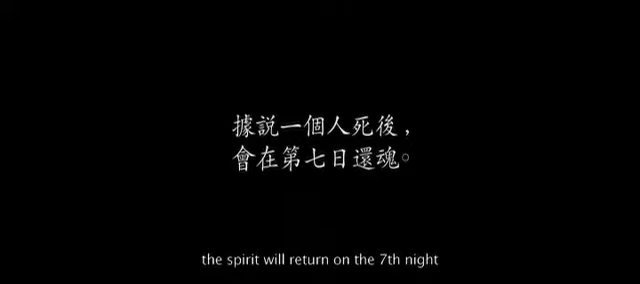 據説一個人死後，
會在第七日還魂。
the spirit will return on the 7th night